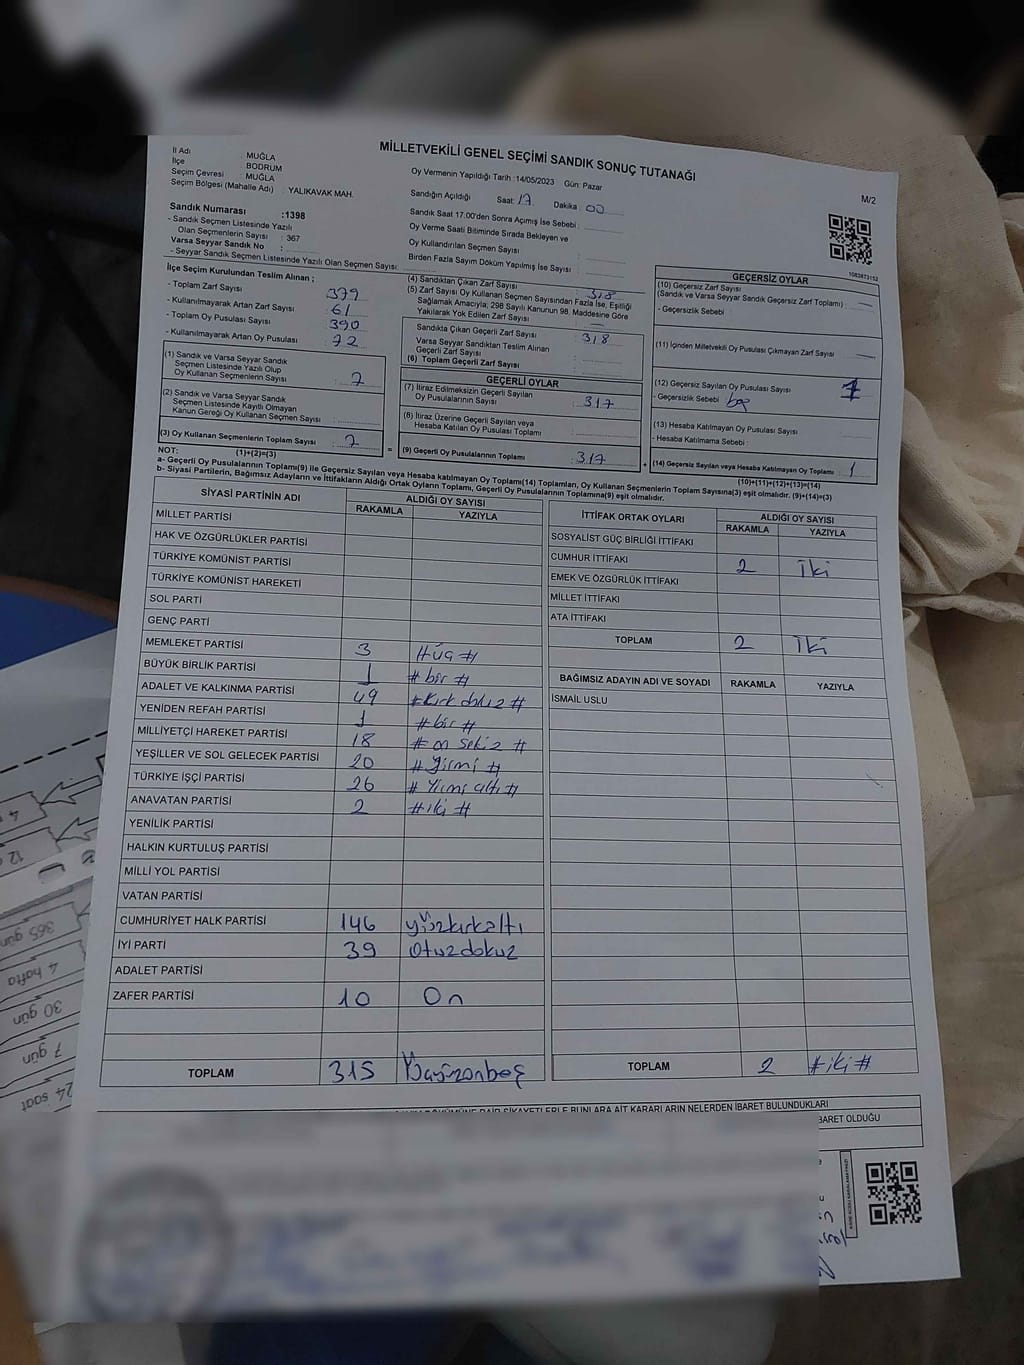 MİLLETVEKİLİ GENEL SEÇİMİ SANDIK SONUÇ TUTANAĞI
M/2
İl Adı : MUĞLA
İlçe : BODRUM
Seçim Çevresi : MUĞLA
Seçim Bölgesi (Mahalle Adı) : YALIKAVAK MAH.
Sandık Numarası :1398
- Sandık Seçmen Listesinde Yazılı
Olan Seçmenlerin Sayısı : 367
Varsa Seyyar Sandık No :
- Seyyar Sandık Seçmen Listesinde Yazılı Olan Seçmen Sayısı:
Oy Vermenin Yapıldığı Tarih :14/05/2023 Gün: Pazar
Sandığın Açıldığı Saat: 17 Dakika : 00
Sandık Saat 17.00'den Sonra Açımış İse Sebebi :
Oy Verme Saati Bitiminde Sırada Bekleyen ve
Oy Kullandırılan Seçmen Sayısı
Birden Fazla Sayım Döküm Yapılmış İse Sayısı :
1083873152
İlçe Seçim Kurulundan Teslim Alınan ;
- Toplam Zarf Sayısı : 379
- Kullanılmayarak Artan Zarf Sayısı : 61
- Toplam Oy Pusulası Sayısı : 390
- Kullanılmayarak Artan Oy Pusulası : 72
(1) Sandık ve Varsa Seyyar Sandık
Seçmen Listesinde Yazılı Olup
Oy Kullanan Seçmenlerin Sayısı : 7
(2) Sandık ve Varsa Seyyar Sandık
Seçmen Listesinde Kayıtlı Olmayan
Kanun Gereği Oy Kullanan Seçmen Sayısı :
(3) Oy Kullanan Seçmenlerin Toplam Sayısı : 7
(4) Sandıktan Çıkan Zarf Sayısı : 318
(5) Zarf Sayısı Oy Kullanan Seçmen Sayısından Fazla İse, Eşitliği
Sağlamak Amacıyla; 298 Sayılı Kanunun 98. Maddesine Göre
Yakılarak Yok Edilen Zarf Sayısı : —
Sandıkta Çıkan Geçerli Zarf Sayısı : 318
Varsa Seyyar Sandıktan Teslim Alınan
Geçerli Zarf Sayısı
(6) Toplam Geçerli Zarf Sayısı :
GEÇERLİ OYLAR
(7) İtiraz Edilmeksizin Geçerli Sayılan
Oy Pusulalarının Sayısı : 317
(8) İtiraz Üzerine Geçerli Sayılan veya
Hesaba Katılan Oy Pusulası Toplamı :
(9) Geçerli Oy Pusulalarının Toplamı : 317
GEÇERSİZ OYLAR
(10) Geçersiz Zarf Sayısı
(Sandık ve Varsa Seyyar Sandık Geçersiz Zarf Toplamı) : —
- Geçersizlik Sebebi :
(11) İçinden Milletvekili Oy Pusulası Çıkmayan Zarf Sayısı : —
(12) Geçersiz Sayılan Oy Pusulası Sayısı : 1
- Geçersizlik Sebebi : boş
(13) Hesaba Katılmayan Oy Pusulası Sayısı :
- Hesaba Katılmama Sebebi :
(14) Geçersiz Sayılan veya Hesaba Katılmayan Oy Toplamı : 1
NOT: (1)+(2)=(3)
(10)+(11)+(12)+(13)=(14)
a- Geçerli Oy Pusulalarının Toplamı(9) ile Geçersiz Sayılan veya Hesaba Katılmayan Oy Toplamı(14) Toplamları, Oy Kullanan Seçmenlerin Toplam Sayısına(3) eşit olmalıdır. (9)+(14)=(3)
b- Siyasi Partilerin, Bağımsız Adayların ve İttifakların Aldığı Ortak Oyların Toplamı, Geçerli Oy Pusulalarının Toplamına(9) eşit olmalıdır.
SİYASİ PARTİNİN ADI ALDIĞI OY SAYISI
RAKAMLA YAZIYLA
MİLLET PARTİSİ
HAK VE ÖZGÜRLÜKLER PARTİSİ
TÜRKİYE KOMÜNİST PARTİSİ
TÜRKİYE KOMÜNİST HAREKETİ
SOL PARTİ
GENÇ PARTİ
MEMLEKET PARTİSİ 3 #üç#
BÜYÜK BİRLİK PARTİSİ 1 #bir#
ADALET VE KALKINMA PARTİSİ 49 #Kırk dokuz#
YENİDEN REFAH PARTİSİ 1 #bir#
MİLLİYETÇİ HAREKET PARTİSİ 18 #on sekiz#
YEŞİLLER VE SOL GELECEK PARTİSİ 20 #Yirmi#
TÜRKİYE İŞÇİ PARTİSİ 26 #Yirmi altı#
ANAVATAN PARTİSİ 2 #iki#
YENİLİK PARTİSİ
HALKIN KURTULUŞ PARTİSİ
MİLLİ YOL PARTİSİ
VATAN PARTİSİ
CUMHURİYET HALK PARTİSİ 146 yüzkırkaltı
İYİ PARTİ 39 Otuzdokuz
ADALET PARTİSİ
ZAFER PARTİSİ 10 On
TOPLAM 315 Üçyüzonbeş
İTTİFAK ORTAK OYLARI ALDIĞI OY SAYISI
RAKAMLA YAZIYLA
SOSYALİST GÜÇ BİRLİĞİ İTTİFAKI
CUMHUR İTTİFAKI 2 İki
EMEK VE ÖZGÜRLÜK İTTİFAKI
MİLLET İTTİFAKI
ATA İTTİFAKI
TOPLAM 2 İki
BAĞIMSIZ ADAYIN ADI VE SOYADI RAKAMLA YAZIYLA
İSMAİL USLU
TOPLAM 2 #iki#
DÖKÜMÜNE DAİR ŞİKAYETLERLE BUNLARA AİT KARARLARIN NELERDEN İBARET BULUNDUKLARI
BARET OLDUĞU
365 gün
4 hafta
30 gün
7 gün
24 saat